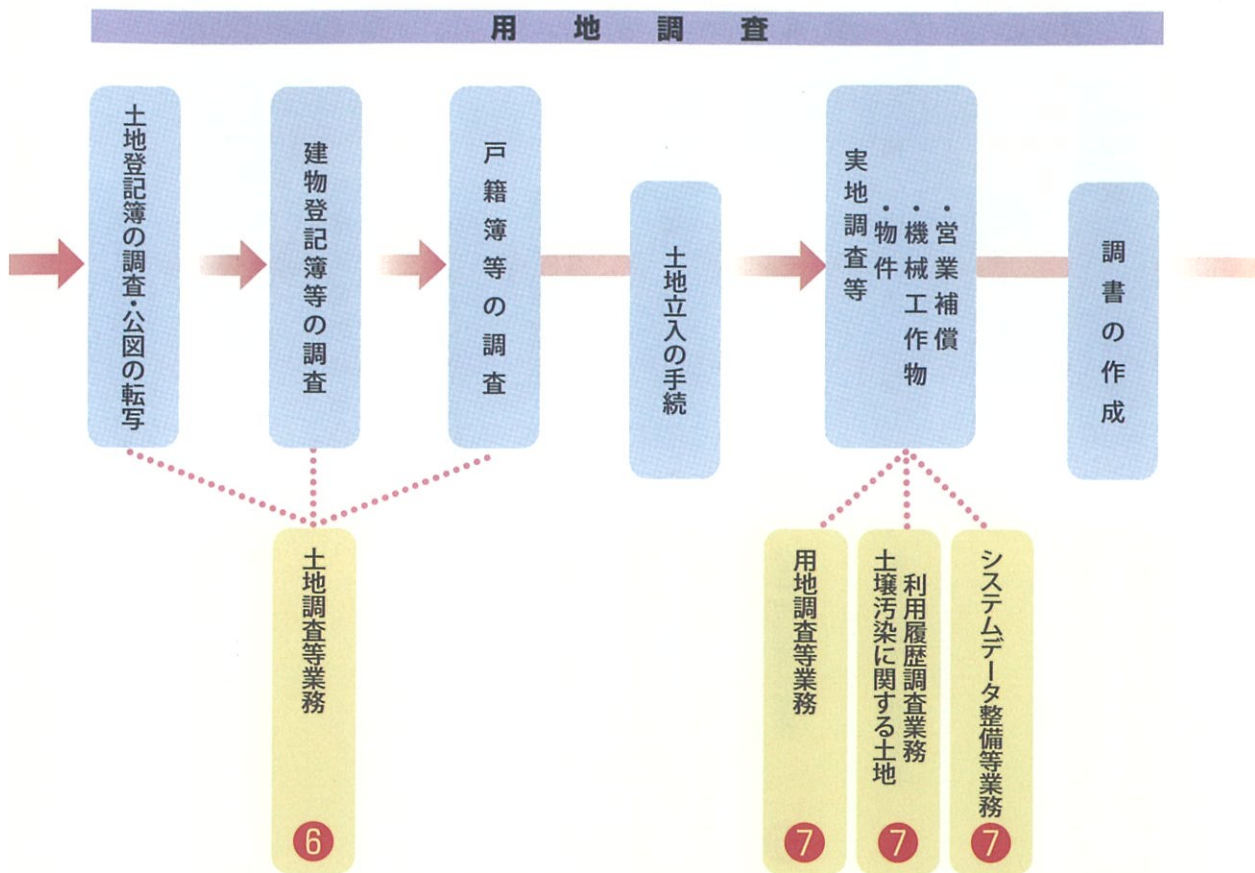 用地調査
土地登記簿の調査・公図の転写
建物登記簿等の調査
戸籍簿等の調査
土地立入の手続
実地調査等
・物件
・機械工作物
・営業補償
調書の作成
土地調査等業務
6
用地調査等業務
7
土壌汚染に関する土地
利用履歴調査業務
7
システムデータ整備等業務
7